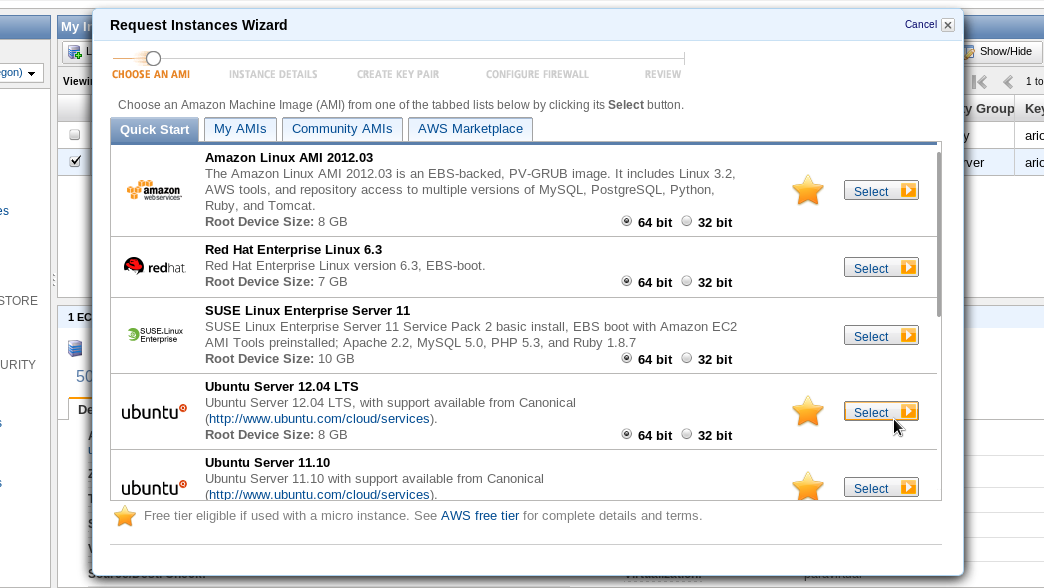 Request Instances Wizard
Cancel
My In
Show/Hide
egon)
CHOOSE AN AMI
INSTANCE DETAILS
CREATE KEY PAIR
CONFIGURE FIREWALL
REVIEW
Viewin
1 to
Choose an Amazon Machine Image (AMI) from one of the tabbed lists below by clicking its Select button.
y Group
Key
Quick Start
My AMIs
Community AMIs
AWS Marketplace
y
ario
rver
ario
Amazon Linux AMI 2012.03
The Amazon Linux AMI 2012.03 is an EBS-backed, PV-GRUB image. It includes Linux 3.2,
AWS tools, and repository access to multiple versions of MySQL, PostgreSQL, Python,
Ruby, and Tomcat.
Root Device Size: 8 GB
64 bit
32 bit
amazon
webservices
Select
es
Red Hat Enterprise Linux 6.3
Red Hat Enterprise Linux version 6.3, EBS-boot.
Root Device Size: 7 GB
64 bit
32 bit
redhat
Select
STORE
1 EC
SUSE Linux Enterprise Server 11
SUSE Linux Enterprise Server 11 Service Pack 2 basic install, EBS boot with Amazon EC2
AMI Tools preinstalled; Apache 2.2, MySQL 5.0, PHP 5.3, and Ruby 1.8.7
Root Device Size: 10 GB
64 bit
32 bit
SUSE Linux
Enterprise
Select
URITY
50
De
Ubuntu Server 12.04 LTS
Ubuntu Server 12.04 LTS, with support available from Canonical
(http://www.ubuntu.com/cloud/services).
Root Device Size: 8 GB
64 bit
32 bit
ubuntu
Select
Ubuntu Server 11.10
Ubuntu Server 11.10 with support available from Canonical
(http://www.ubuntu.com/cloud/services).
ubuntu
Select
Free tier eligible if used with a micro instance. See AWS free tier for complete details and terms.